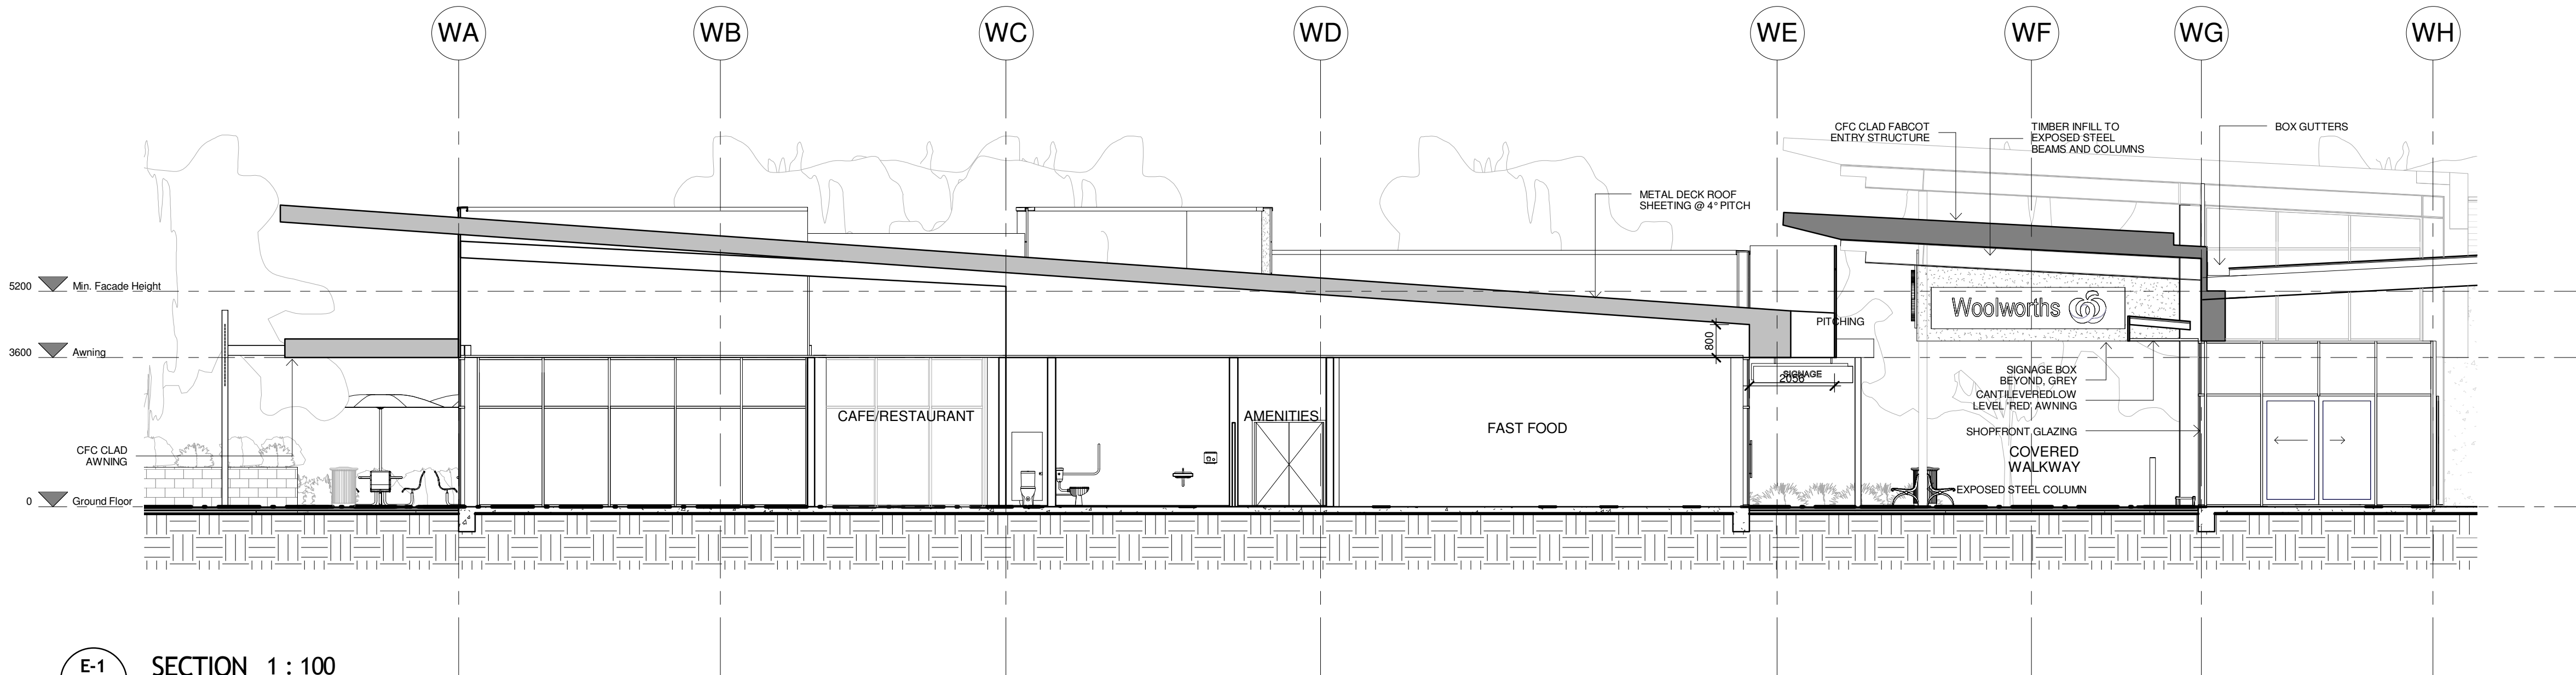 WA
WB
WC
WD
WE
WF
WG
WH
CFC CLAD FABCOT
ENTRY STRUCTURE
TIMBER INFILL TO
EXPOSED STEEL
BEAMS AND COLUMNS
BOX GUTTERS
METAL DECK ROOF
SHEETING @ 4° PITCH
5200 Min. Facade Height
Woolworths
PITCHING
800
3600 Awning
SIGNAGE
2056
SIGNAGE BOX
BEYOND, GREY
CANTILEVEREDLOW
LEVEL 'RED' AWNING
CAFE/RESTAURANT
AMENITIES
FAST FOOD
SHOPFRONT GLAZING
CFC CLAD
AWNING
COVERED
WALKWAY
EXPOSED STEEL COLUMN
0 Ground Floor
E-1
SECTION 1 : 100